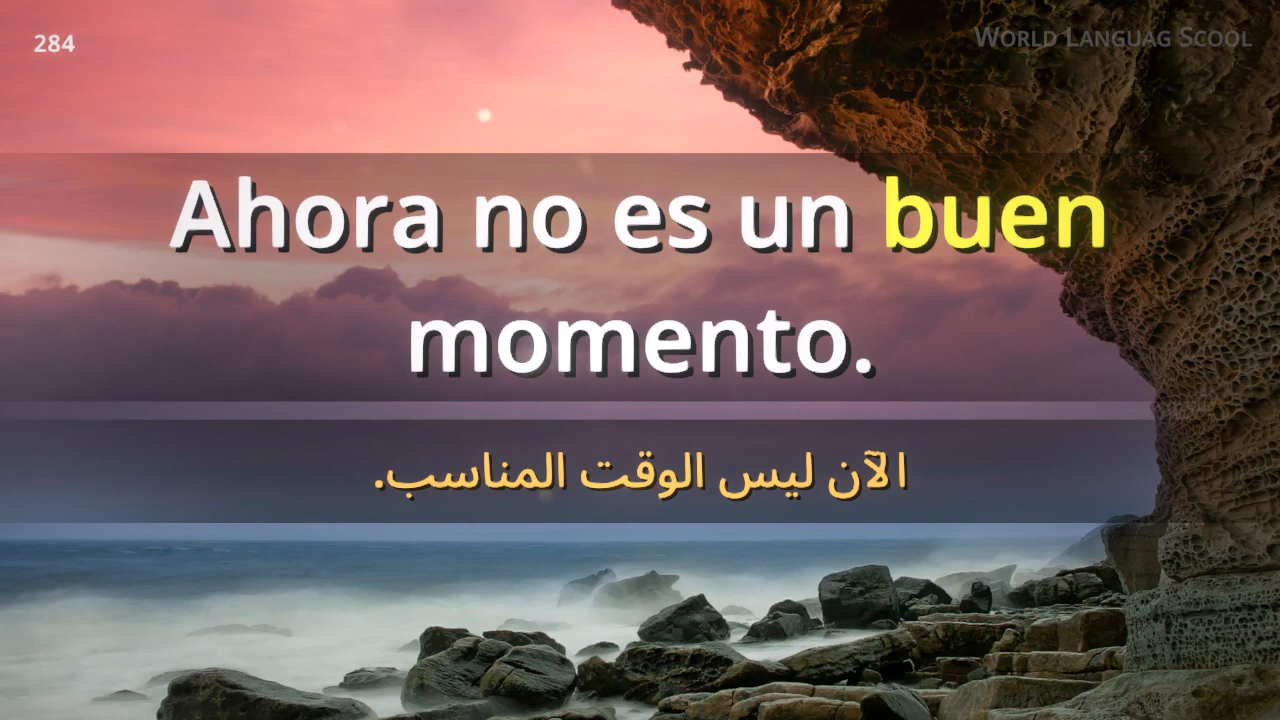 284
World Languag Scool
Ahora no es un buen
momento.
الآن ليس الوقت المناسب.